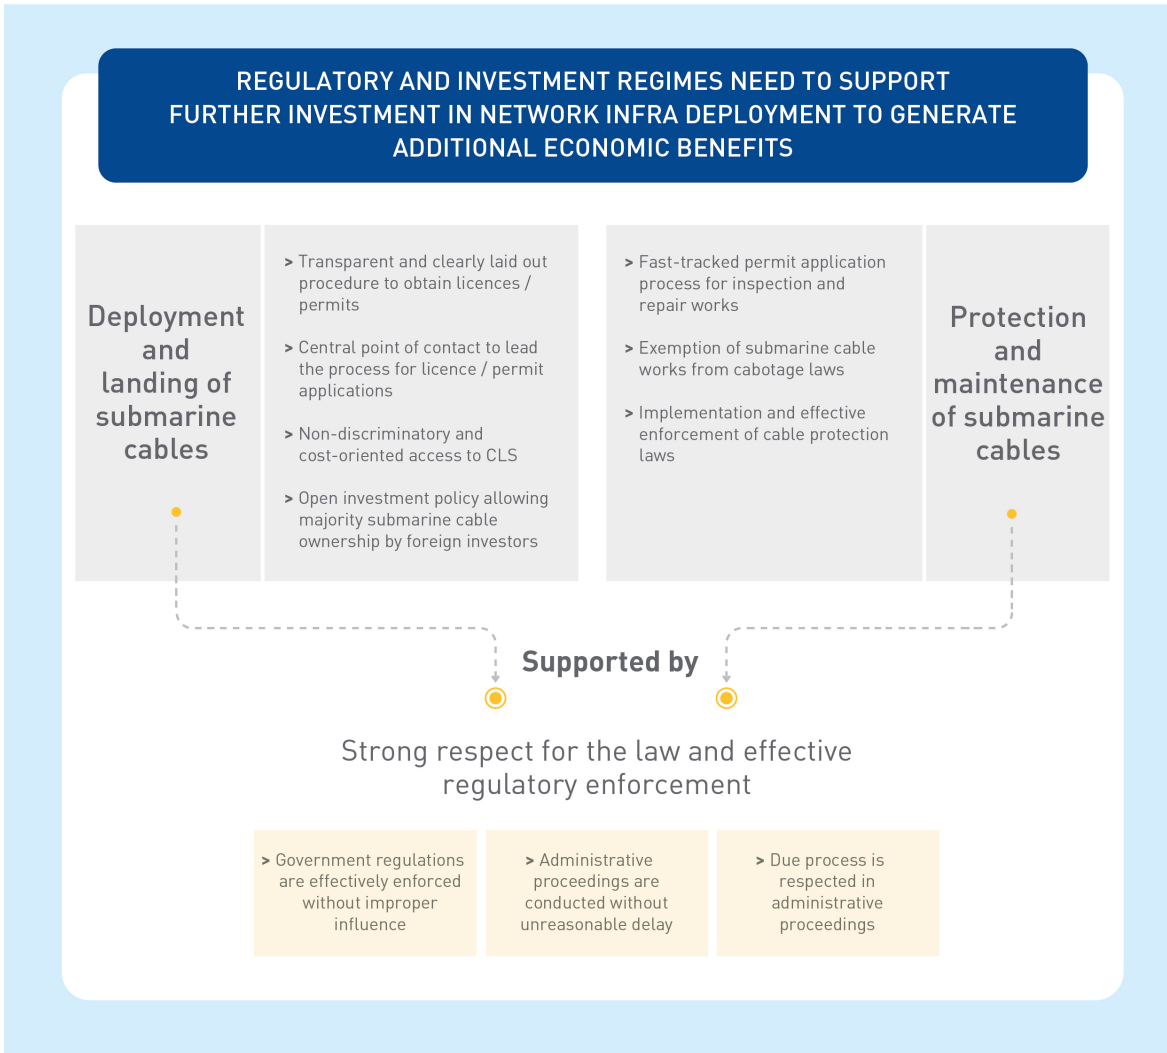 REGULATORY AND INVESTMENT REGIMES NEED TO SUPPORT
FURTHER INVESTMENT IN NETWORK INFRA DEPLOYMENT TO GENERATE
ADDITIONAL ECONOMIC BENEFITS
Deployment
and
landing of
submarine
cables
> Transparent and clearly laid out
procedure to obtain licences /
permits
> Central point of contact to lead
the process for licence / permit
applications
> Non-discriminatory and
cost-oriented access to CLS
> Open investment policy allowing
majority submarine cable
ownership by foreign investors
> Fast-tracked permit application
process for inspection and
repair works
> Exemption of submarine cable
works from cabotage laws
> Implementation and effective
enforcement of cable protection
laws
Protection
and
maintenance
of submarine
cables
Supported by
Strong respect for the law and effective
regulatory enforcement
> Government regulations
are effectively enforced
without improper
influence
> Administrative
proceedings are
conducted without
unreasonable delay
> Due process is
respected in
administrative
proceedings